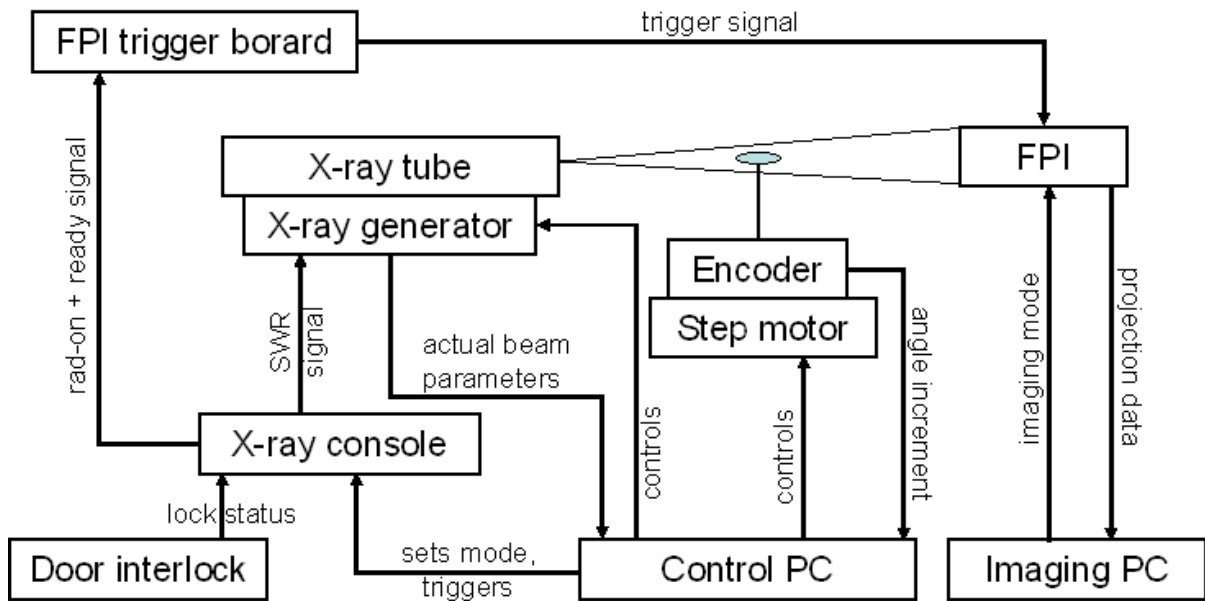 trigger signal
FPI trigger borard
X-ray tube
FPI
X-ray generator
rad-on + ready signal
Encoder
Step motor
SWR
signal
actual beam
parameters
controls
controls
angle increment
imaging mode
projection data
X-ray console
lock status
Door interlock
sets mode,
triggers
Control PC
Imaging PC